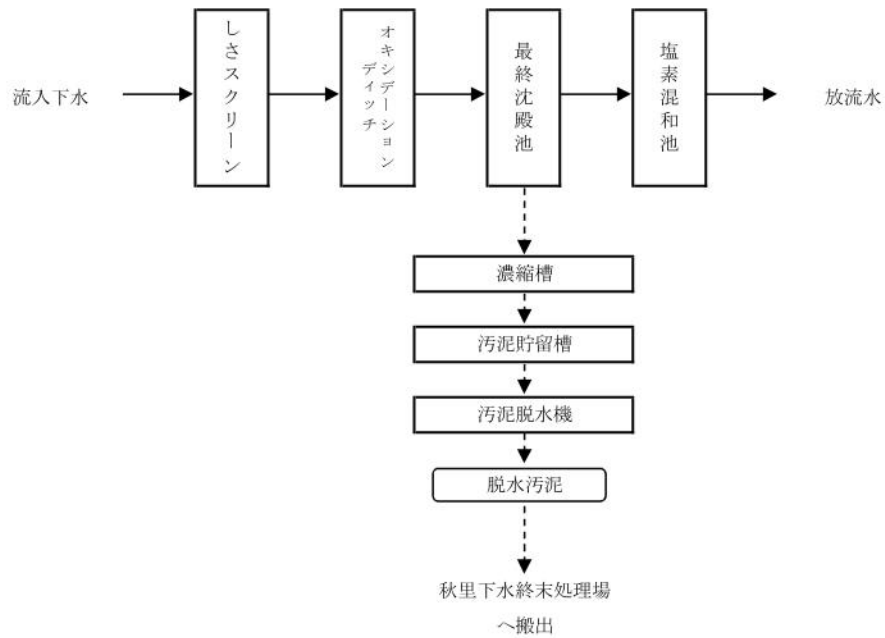 流入下水
しさスクリーン
オキシデーション
ディッチ
最終沈殿池
塩素混和池
放流水
濃縮槽
汚泥貯留槽
汚泥脱水機
脱水汚泥
秋里下水終末処理場
へ搬出